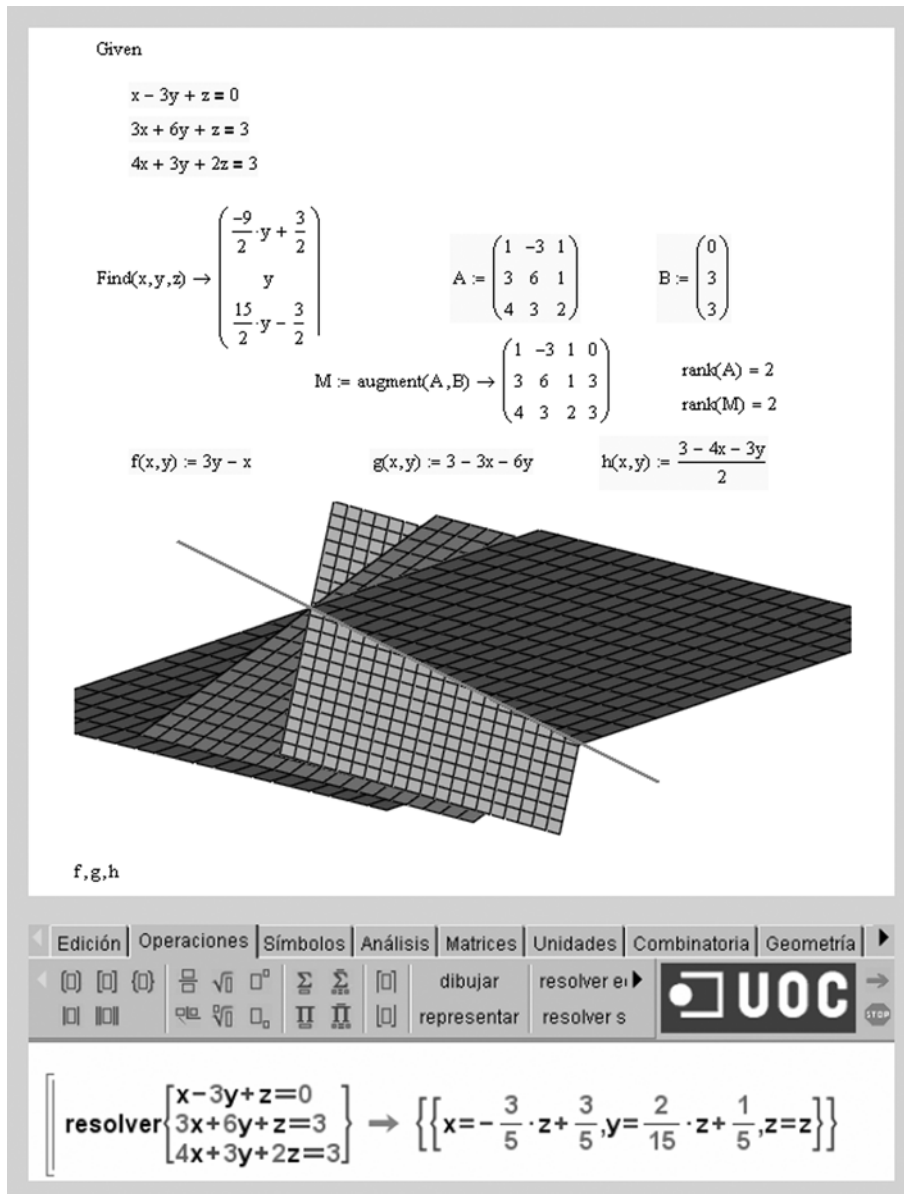 Given
x − 3y + z = 0
3x + 6y + z = 3
4x + 3y + 2z = 3
Find(x,y,z) → ( -9/2 · y + 3/2
y
15/2 · y − 3/2 )
A := ( 1 −3 1
3 6 1
4 3 2 )
B := ( 0
3
3 )
M := augment(A,B) → ( 1 −3 1 0
3 6 1 3
4 3 2 3 )
rank(A) = 2
rank(M) = 2
f(x,y) := 3y − x
g(x,y) := 3 − 3x − 6y
h(x,y) := (3 − 4x − 3y)/2
f,g,h
Edición Operaciones Símbolos Análisis Matrices Unidades Combinatoria Geometría
dibujar resolver e
representar resolver s
UOC
STOP
resolver { [ x−3y+z=0
3x+6y+z=3
4x+3y+2z=3 ] } → {{x=−3/5·z+3/5,y=2/15·z+1/5,z=z}}